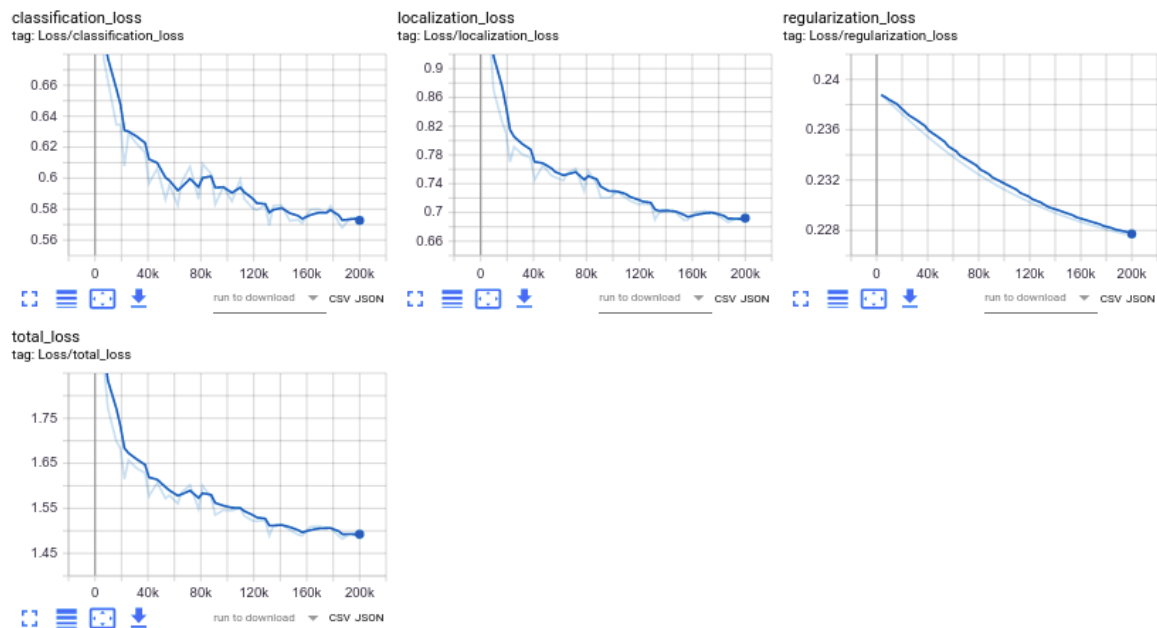 classification_loss
tag: Loss/classification_loss
0.66
0.64
0.62
0.6
0.58
0.56
0 40k 80k 120k 160k 200k
run to download CSV JSON
localization_loss
tag: Loss/localization_loss
0.9
0.86
0.82
0.78
0.74
0.7
0.66
0 40k 80k 120k 160k 200k
run to download CSV JSON
regularization_loss
tag: Loss/regularization_loss
0.24
0.236
0.232
0.228
0 40k 80k 120k 160k 200k
run to download CSV JSON
total_loss
tag: Loss/total_loss
1.75
1.65
1.55
1.45
0 40k 80k 120k 160k 200k
run to download CSV JSON